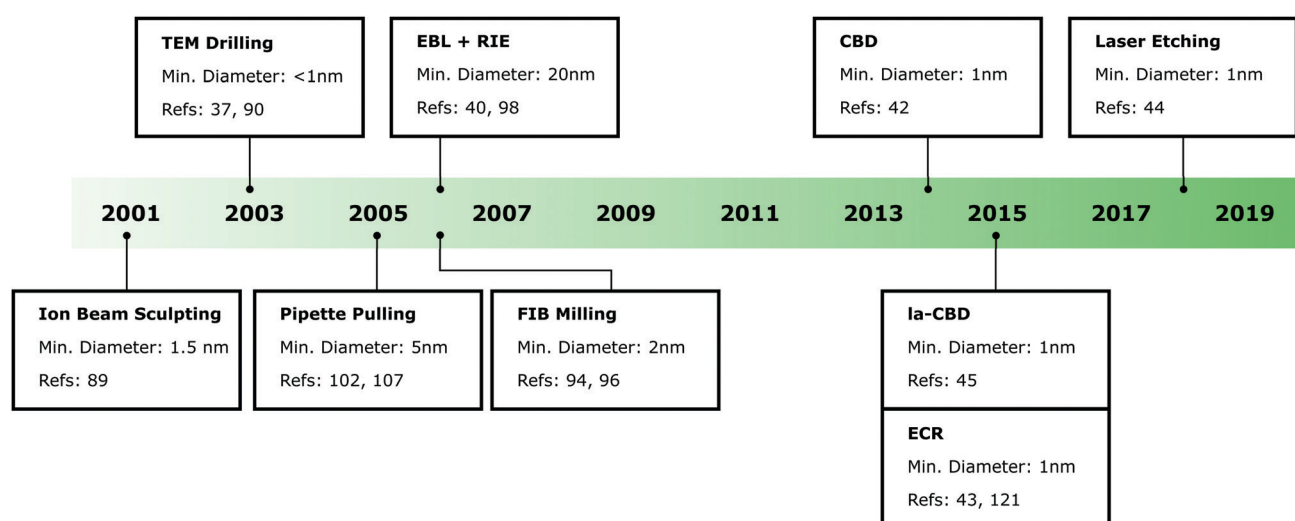 TEM Drilling
Min. Diameter: <1nm
Refs: 37, 90
EBL + RIE
Min. Diameter: 20nm
Refs: 40, 98
CBD
Min. Diameter: 1nm
Refs: 42
Laser Etching
Min. Diameter: 1nm
Refs: 44
2001 2003 2005 2007 2009 2011 2013 2015 2017 2019
Ion Beam Sculpting
Min. Diameter: 1.5 nm
Refs: 89
Pipette Pulling
Min. Diameter: 5nm
Refs: 102, 107
FIB Milling
Min. Diameter: 2nm
Refs: 94, 96
la-CBD
Min. Diameter: 1nm
Refs: 45
ECR
Min. Diameter: 1nm
Refs: 43, 121